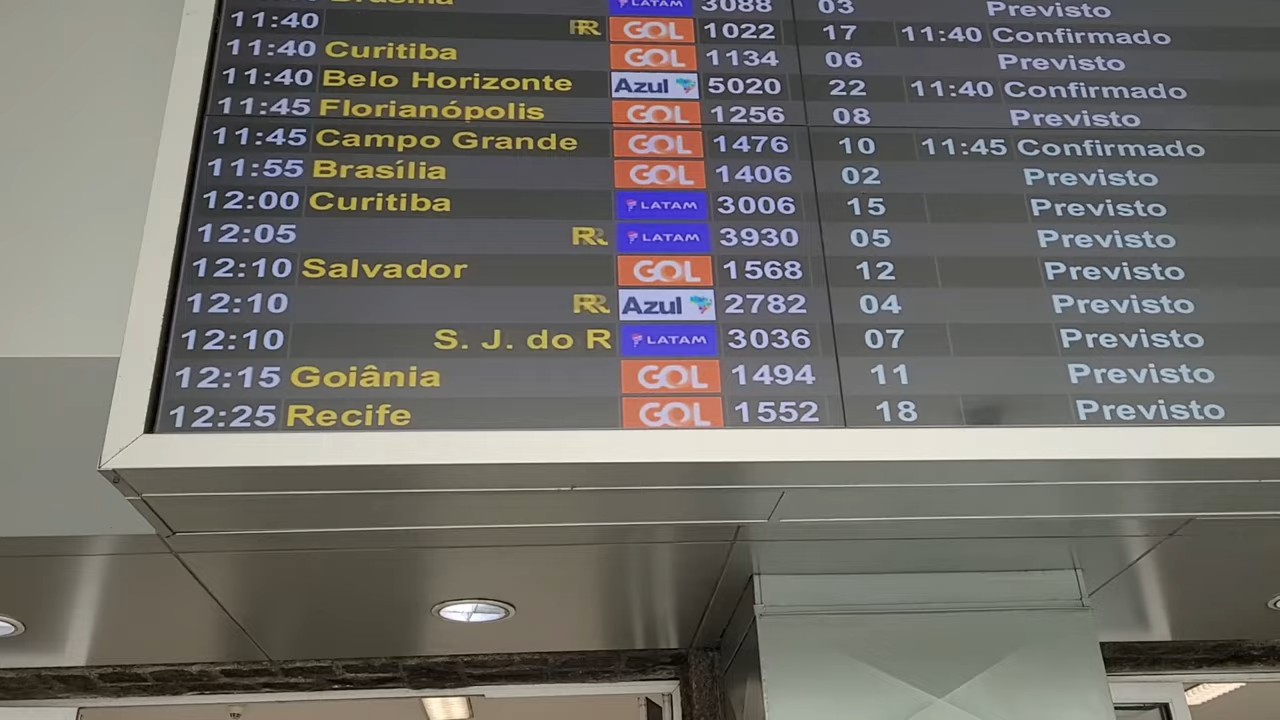 LATAM 3088 03 Previsto
11:40 GOL 1022 17 11:40 Confirmado
11:40 Curitiba GOL 1134 06 Previsto
11:40 Belo Horizonte Azul 5020 22 11:40 Confirmado
11:45 Florianópolis GOL 1256 08 Previsto
11:45 Campo Grande GOL 1476 10 11:45 Confirmado
11:55 Brasília GOL 1406 02 Previsto
12:00 Curitiba LATAM 3006 15 Previsto
12:05 LATAM 3930 05 Previsto
12:10 Salvador GOL 1568 12 Previsto
12:10 Azul 2782 04 Previsto
12:10 S. J. do R LATAM 3036 07 Previsto
12:15 Goiânia GOL 1494 11 Previsto
12:25 Recife GOL 1552 18 Previsto